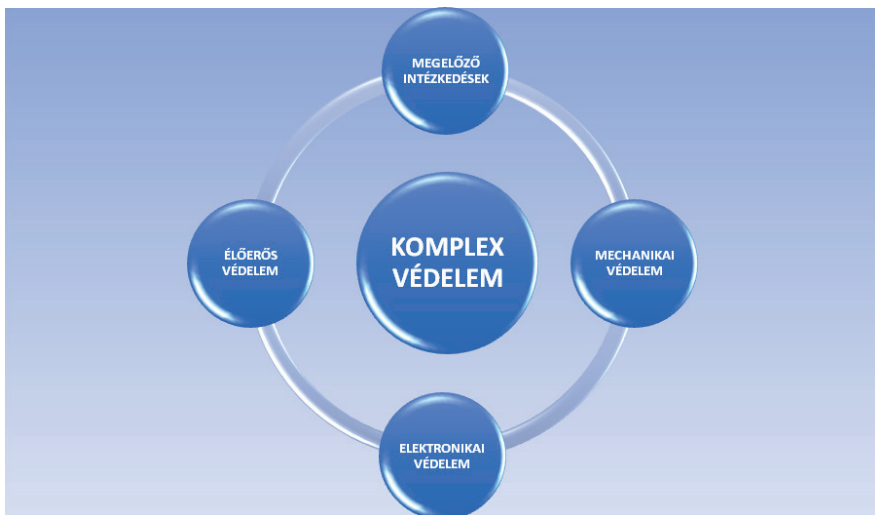 MEGELŐZŐ
INTÉZKEDÉSEK
ÉLŐERŐS
VÉDELEM
KOMPLEX
VÉDELEM
MECHANIKAI
VÉDELEM
ELEKTRONIKAI
VÉDELEM